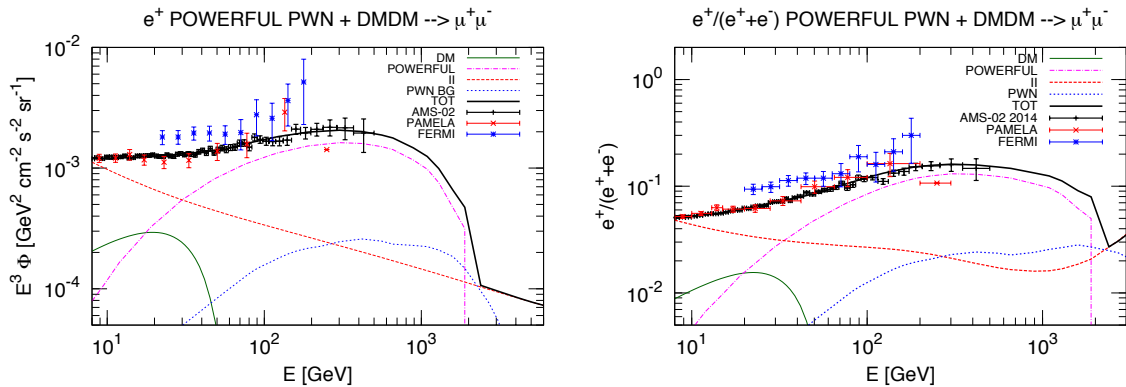 e⁺ POWERFUL PWN + DMDM --> μ⁺μ⁻
E³ Φ [GeV² cm⁻² s⁻² sr⁻¹]
10⁻²
10⁻³
10⁻⁴
DM
POWERFUL
II
PWN BG
TOT
AMS-02
PAMELA
FERMI
10¹ 10² 10³
E [GeV]
e⁺/(e⁺+e⁻) POWERFUL PWN + DMDM --> μ⁺μ⁻
e⁺/(e⁺+e⁻)
10⁰
10⁻¹
10⁻²
DM
POWERFUL
II
PWN
TOT
AMS-02 2014
PAMELA
FERMI
10¹ 10² 10³
E [GeV]